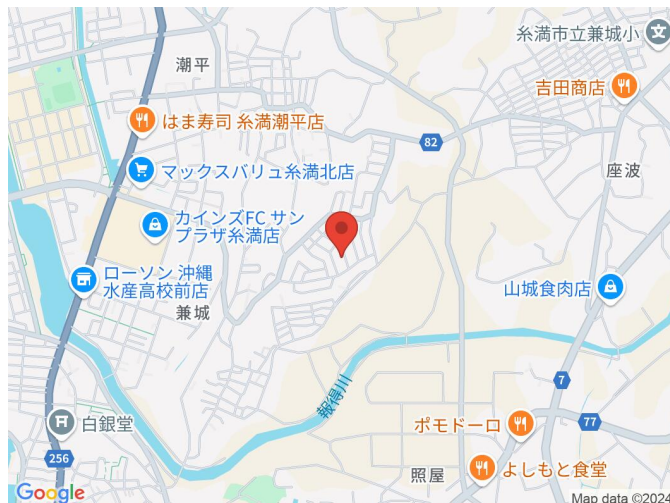 糸満市立兼城小
潮平
吉田商店
はま寿司 糸満潮平店
82
座波
マックスバリュ糸満北店
カインズFC サン
プラザ糸満店
ローソン 沖縄
水産高校前店
山城食肉店
兼城
報得川
7
77
白銀堂
ポモドーロ
256
照屋
よしもと食堂
Google
Map data ©2024